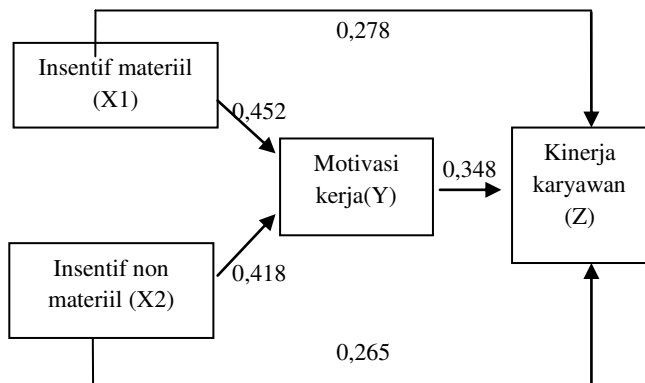 0,278
Insentif materiil
(X1)
0,452
Motivasi
kerja(Y)
0,348
Kinerja
karyawan
(Z)
Insentif non
materiil (X2)
0,418
0,265